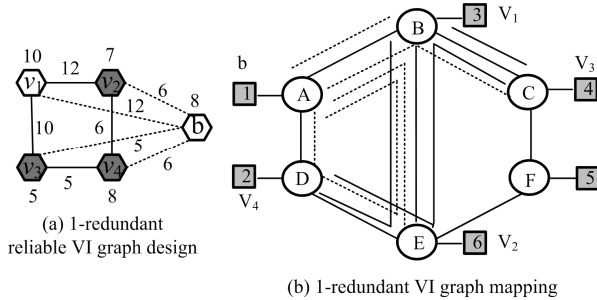 10
7
v1
12
v2
6
12
8
b
10
6
5
v3
5
v4
6
5
8
(a) 1-redundant
reliable VI graph design
3
V1
B
b
V3
1
A
C
4
2
D
F
5
V4
E
6
V2
(b) 1-redundant VI graph mapping